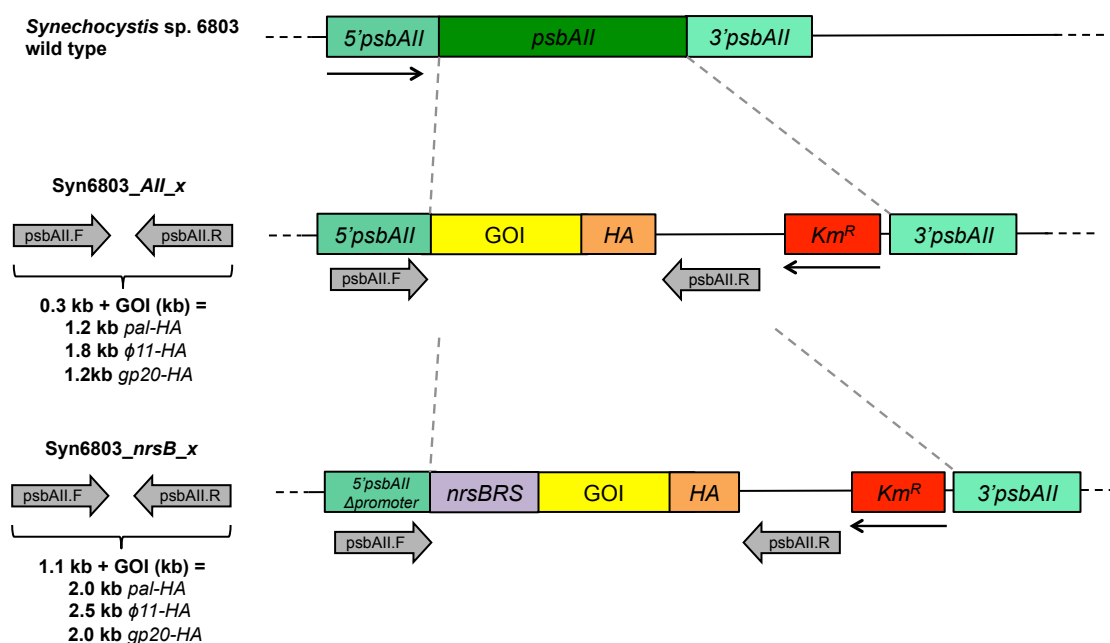 Synechocystis sp. 6803
wild type
5'psbAII psbAII 3'psbAII
Syn6803_AII_x
psbAII.F psbAII.R
0.3 kb + GOI (kb) =
1.2 kb pal-HA
1.8 kb ϕ11-HA
1.2kb gp20-HA
5'psbAII GOI HA KmR 3'psbAII
psbAII.F psbAII.R
Syn6803_nrsB_x
psbAII.F psbAII.R
1.1 kb + GOI (kb) =
2.0 kb pal-HA
2.5 kb ϕ11-HA
2.0 kb gp20-HA
5'psbAII
Δpromoter nrsBRS GOI HA KmR 3'psbAII
psbAII.F psbAII.R